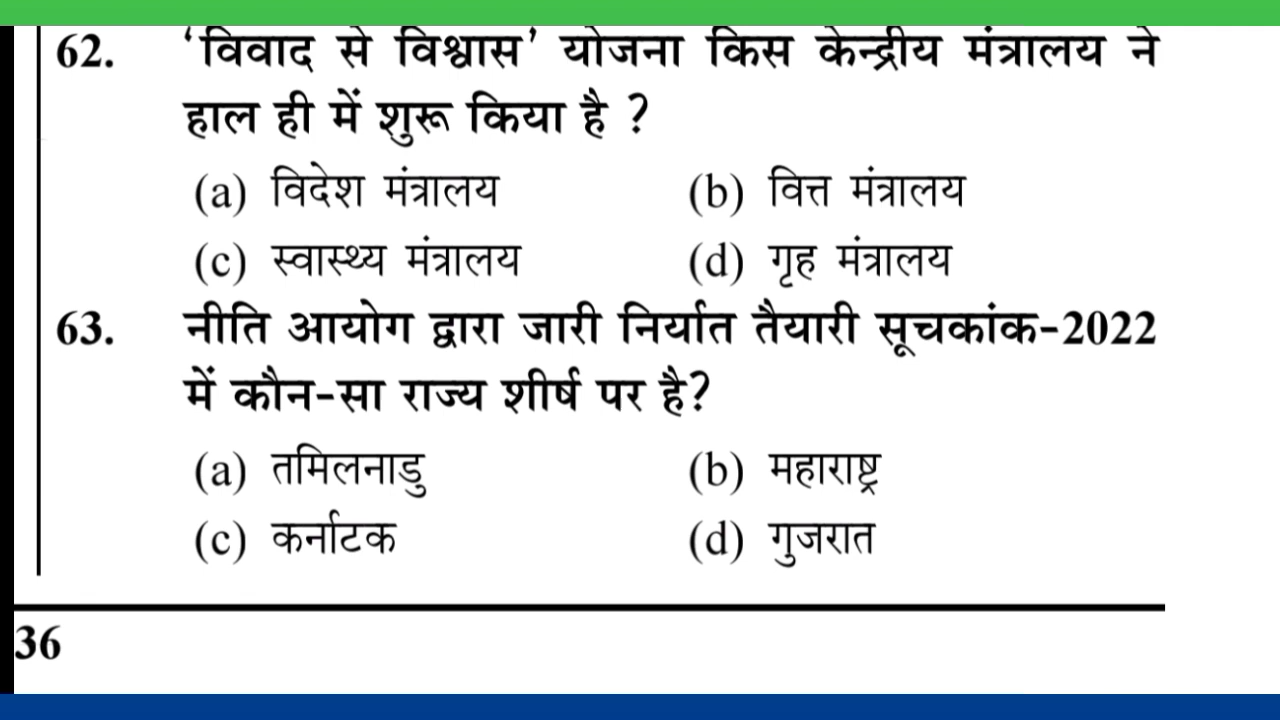 62. 'विवाद से विश्वास' योजना किस केन्द्रीय मंत्रालय ने
हाल ही में शुरू किया है ?
(a) विदेश मंत्रालय (b) वित्त मंत्रालय
(c) स्वास्थ्य मंत्रालय (d) गृह मंत्रालय
63. नीति आयोग द्वारा जारी निर्यात तैयारी सूचकांक-2022
में कौन-सा राज्य शीर्ष पर है?
(a) तमिलनाडु (b) महाराष्ट्र
(c) कर्नाटक (d) गुजरात
36